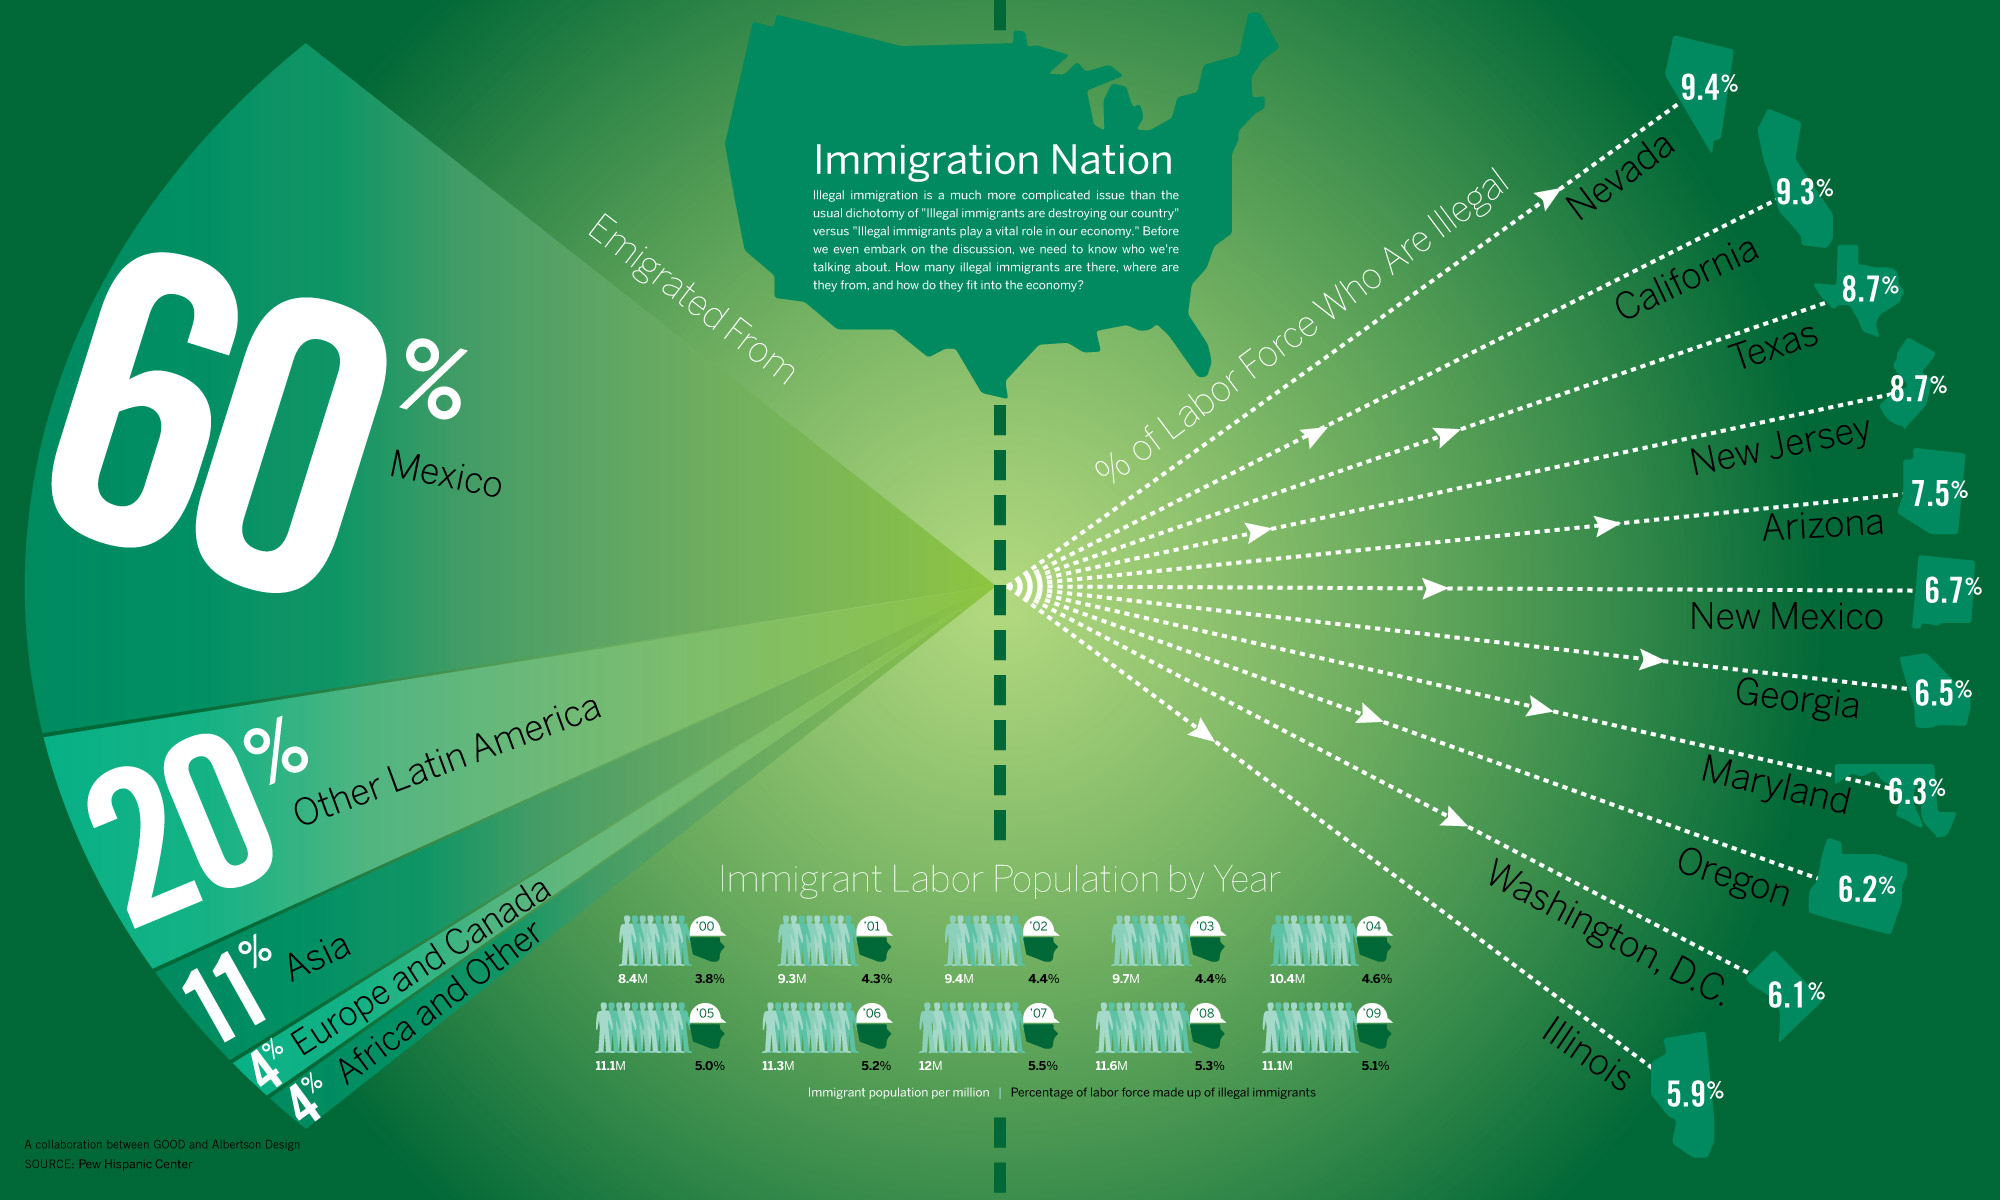 Immigration Nation
Illegal immigration is a much more complicated issue than the
usual dichotomy of "Illegal immigrants are destroying our country"
versus "Illegal immigrants play a vital role in our economy." Before
we even embark on the discussion, we need to know who we're
talking about. How many illegal immigrants are there, where are
they from, and how do they fit into the economy?
Emigrated From
60%
Mexico
20%
Other Latin America
11%
Asia
4%
Europe and Canada
4%
Africa and Other
% of Labor Force Who Are Illegal
9.4%
Nevada
9.3%
California
8.7%
Texas
8.7%
New Jersey
7.5%
Arizona
6.7%
New Mexico
6.5%
Georgia
6.3%
Maryland
6.2%
Oregon
6.1%
Washington, D.C.
5.9%
Illinois
Immigrant Labor Population by Year
'00 '01 '02 '03 '04
8.4M 3.8% 9.3M 4.3% 9.4M 4.4% 9.7M 4.4% 10.4M 4.6%
'05 '06 '07 '08 '09
11.1M 5.0% 11.3M 5.2% 12M 5.5% 11.6M 5.3% 11.1M 5.1%
Immigrant population per million | Percentage of labor force made up of illegal immigrants
A collaboration between GOOD and Albertson Design
SOURCE: Pew Hispanic Center